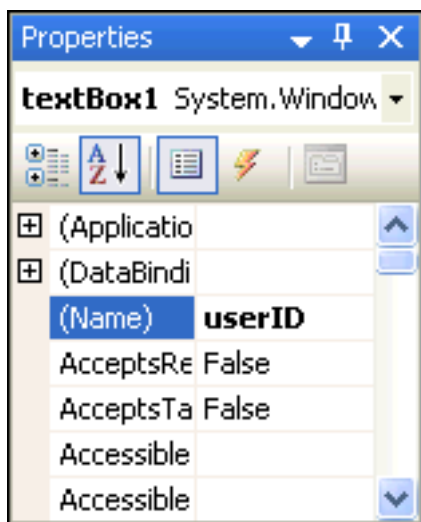 Properties
textBox1 System.Window
(Applicatio
(DataBindi
(Name) userID
AcceptsRe False
AcceptsTa False
Accessible
Accessible